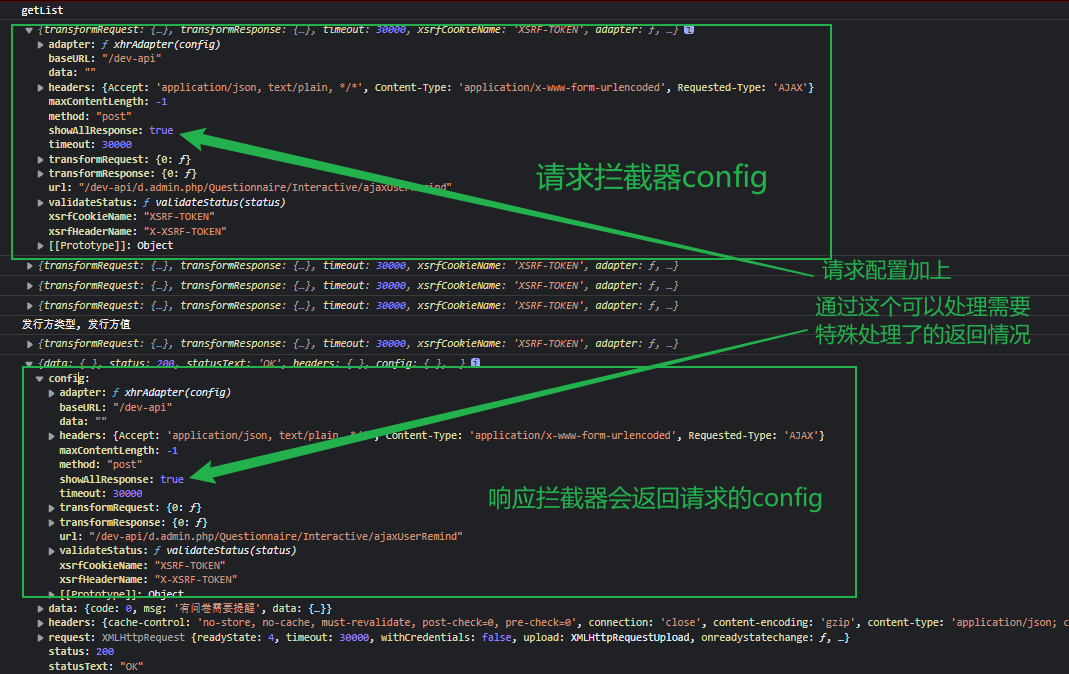 getList
{transformRequest: {…}, transformResponse: {…}, timeout: 30000, xsrfCookieName: 'XSRF-TOKEN', adapter: ƒ, …}
adapter: ƒ xhrAdapter(config)
baseURL: "/dev-api"
data: ""
headers: {Accept: 'application/json, text/plain, */*', Content-Type: 'application/x-www-form-urlencoded', Requested-Type: 'AJAX'}
maxContentLength: -1
method: "post"
showAllResponse: true
timeout: 30000
transformRequest: {0: ƒ}
transformResponse: {0: ƒ}
url: "/dev-api/d.admin.php/Questionnaire/Interactive/ajaxUserRemind"
validateStatus: ƒ validateStatus(status)
xsrfCookieName: "XSRF-TOKEN"
xsrfHeaderName: "X-XSRF-TOKEN"
[[Prototype]]: Object
请求拦截器config
{transformRequest: {…}, transformResponse: {…}, timeout: 30000, xsrfCookieName: 'XSRF-TOKEN', adapter: ƒ, …}
{transformRequest: {…}, transformResponse: {…}, timeout: 30000, xsrfCookieName: 'XSRF-TOKEN', adapter: ƒ, …}
{transformRequest: {…}, transformResponse: {…}, timeout: 30000, xsrfCookieName: 'XSRF-TOKEN', adapter: ƒ, …}
请求配置加上
通过这个可以处理需要
特殊处理了的返回情况
发行方类型, 发行方值
{transformRequest: {…}, transformResponse: {…}, timeout: 30000, xsrfCookieName: 'XSRF-TOKEN', adapter: ƒ, …}
{data: {…}, status: 200, statusText: 'OK', headers: {…}, config: {…}, …}
config:
adapter: ƒ xhrAdapter(config)
baseURL: "/dev-api"
data: ""
headers: {Accept: 'application/json, text/plain, */*', Content-Type: 'application/x-www-form-urlencoded', Requested-Type: 'AJAX'}
maxContentLength: -1
method: "post"
showAllResponse: true
timeout: 30000
transformRequest: {0: ƒ}
transformResponse: {0: ƒ}
url: "/dev-api/d.admin.php/Questionnaire/Interactive/ajaxUserRemind"
validateStatus: ƒ validateStatus(status)
xsrfCookieName: "XSRF-TOKEN"
xsrfHeaderName: "X-XSRF-TOKEN"
[[Prototype]]: Object
响应拦截器会返回请求的config
data: {code: 0, msg: '有问卷需要提醒', data: {…}}
headers: {cache-control: 'no-store, no-cache, must-revalidate, post-check=0, pre-check=0', connection: 'close', content-encoding: 'gzip', content-type: 'application/json; c
request: XMLHttpRequest {readyState: 4, timeout: 30000, withCredentials: false, upload: XMLHttpRequestUpload, onreadystatechange: ƒ, …}
status: 200
statusText: "OK"